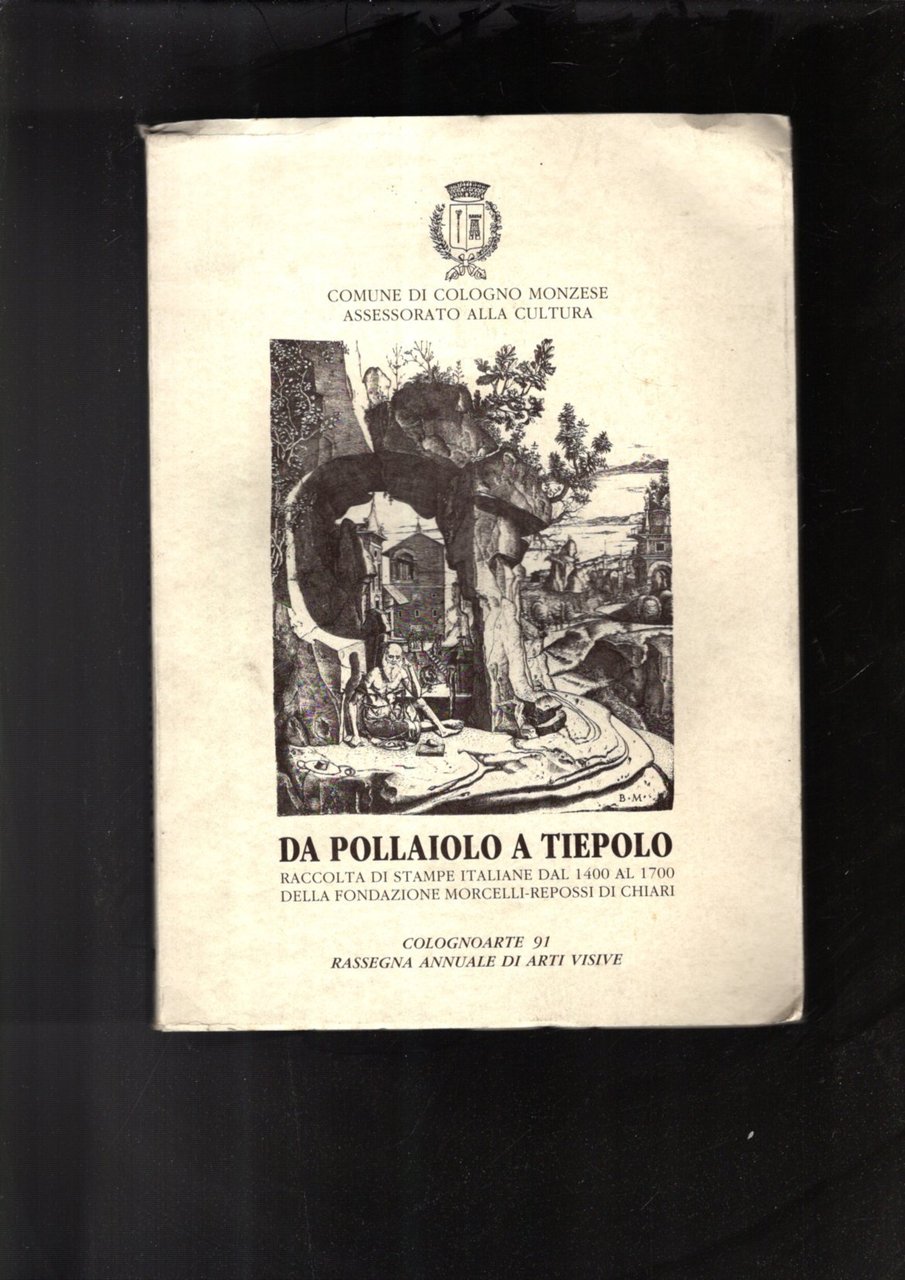 COMUNE DI COLOGNO MONZESE
ASSESSORATO ALLA CULTURA
B·M·
DA POLLAIOLO A TIEPOLO
RACCOLTA DI STAMPE ITALIANE DAL 1400 AL 1700
DELLA FONDAZIONE MORCELLI-REPOSSI DI CHIARI
COLOGNOARTE 91
RASSEGNA ANNUALE DI ARTI VISIVE